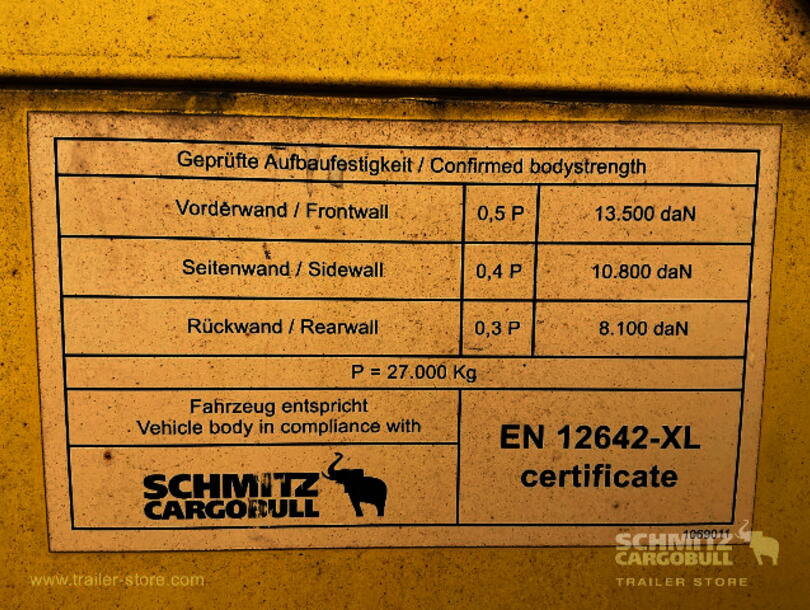 Geprüfte Aufbaufestigkeit / Confirmed bodystrength
Vorderwand / Frontwall 0,5 P 13.500 daN
Seitenwand / Sidewall 0,4 P 10.800 daN
Rückwand / Rearwall 0,3 P 8.100 daN
P = 27.000 Kg
Fahrzeug entspricht
Vehicle body in compliance with
EN 12642-XL
certificate
SCHMITZ
CARGOBULL
1069011
SCHMITZ
CARGOBULL
TRAILER STORE
www.trailer-store.com